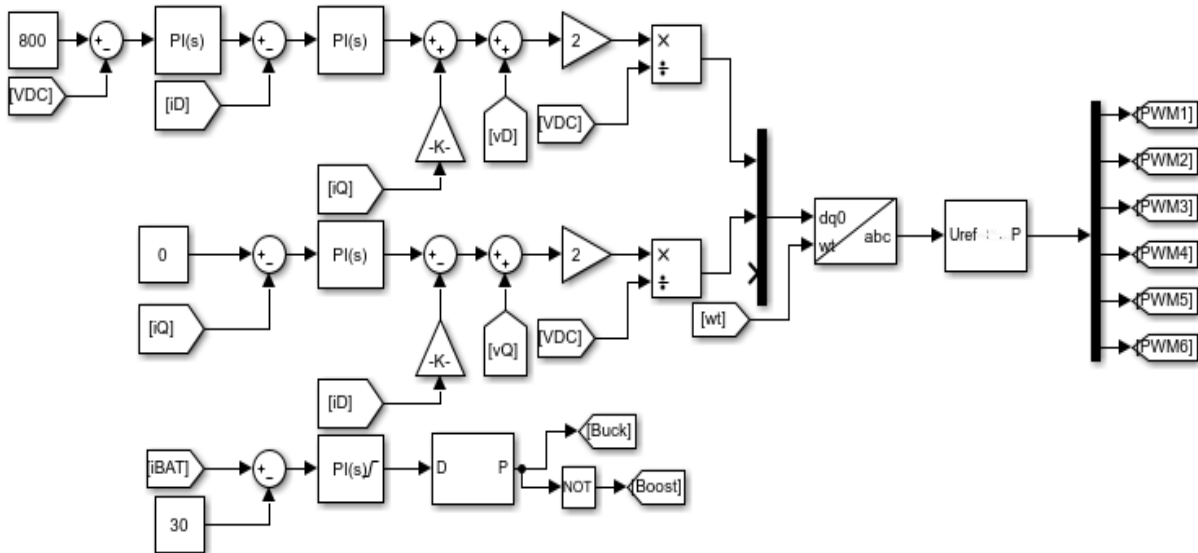 800
PI(s)
PI(s)
2
[VDC]
[iD]
[vD]
[VDC]
-K-
[iQ]
[PWM1]
[PWM2]
[PWM3]
[PWM4]
[PWM5]
[PWM6]
dq0
wt
abc
Uref
P
0
PI(s)
2
[iQ]
[vQ]
[VDC]
[wt]
-K-
[iD]
[iBAT]
PI(s)
D
P
[Buck]
NOT
[Boost]
30